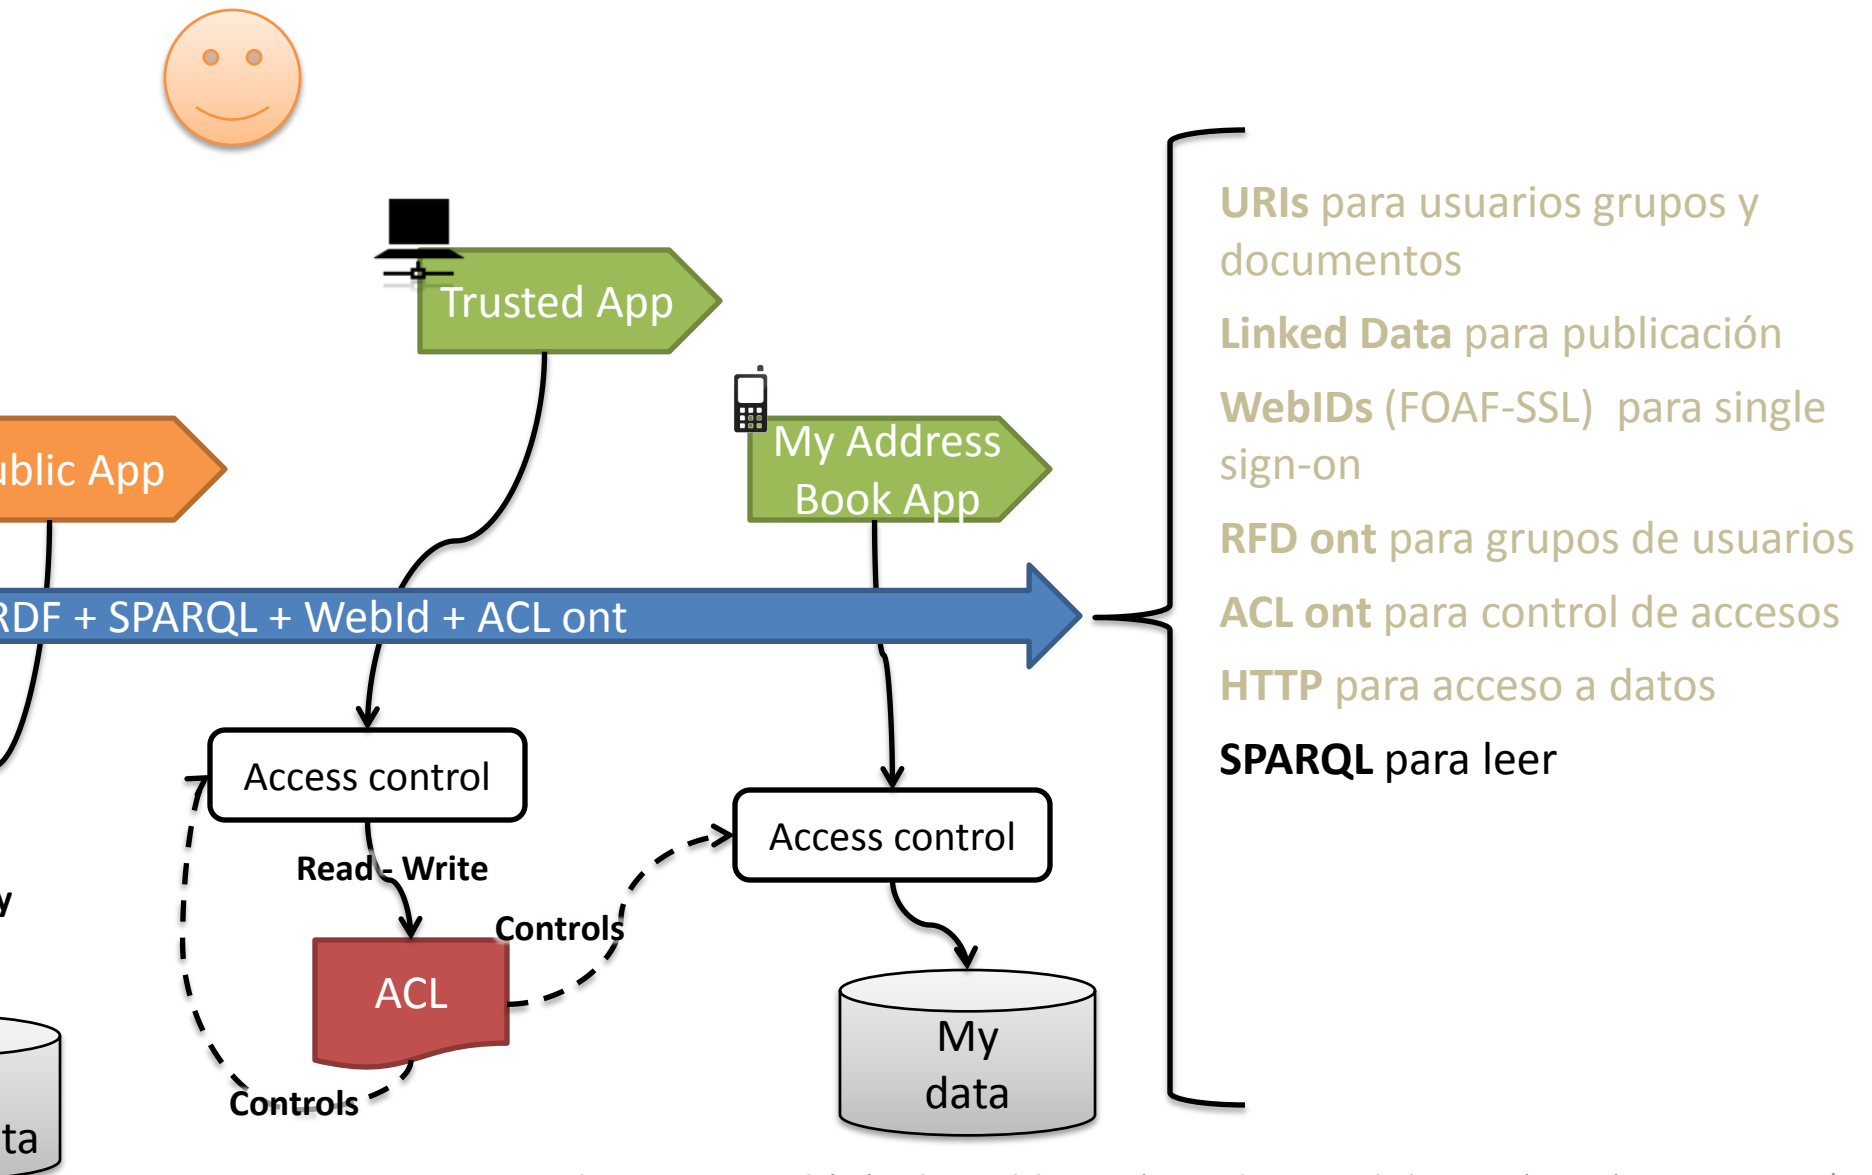 Trusted App
My Address
Book App
App
RDF + SPARQL + WebId + ACL ont
Access control
Read - Write
ACL
Controls
Controls
Access control
My
data
URIs para usuarios grupos y
documentos
Linked Data para publicación
WebIDs (FOAF-SSL) para single
sign-on
RFD ont para grupos de usuarios
ACL ont para control de accesos
HTTP para acceso a datos
SPARQL para leer